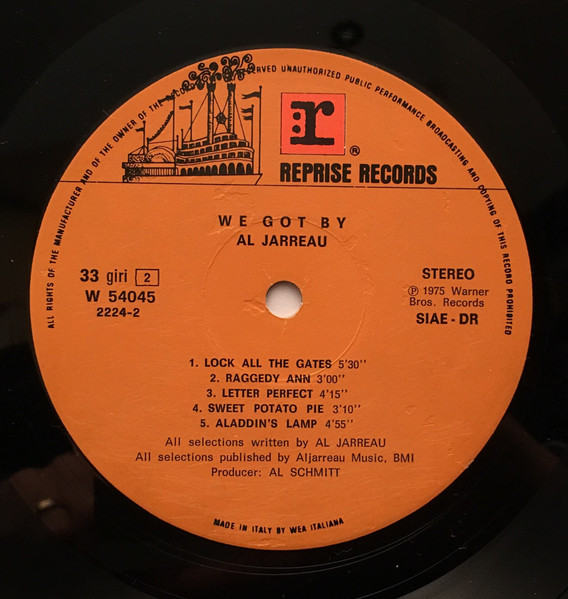 ALL RIGHTS OF THE MANUFACTURER AND OF THE OWNER OF THE RECORD
RESERVED UNAUTHORIZED PUBLIC PERFORMANCE BROADCASTING AND COPYING OF THIS RECORD PROHIBITED
r
®
REPRISE RECORDS
WE GOT BY
AL JARREAU
33 giri 2
W 54045
2224-2
STEREO
℗ 1975 Warner
Bros. Records
SIAE - DR
1. LOCK ALL THE GATES 5'30''
2. RAGGEDY ANN 3'00''
3. LETTER PERFECT 4'15''
4. SWEET POTATO PIE 3'10''
5. ALADDIN'S LAMP 4'55''
All selections written by AL JARREAU
All selections published by Aljarreau Music, BMI
Producer: AL SCHMITT
MADE IN ITALY BY WEA ITALIANA